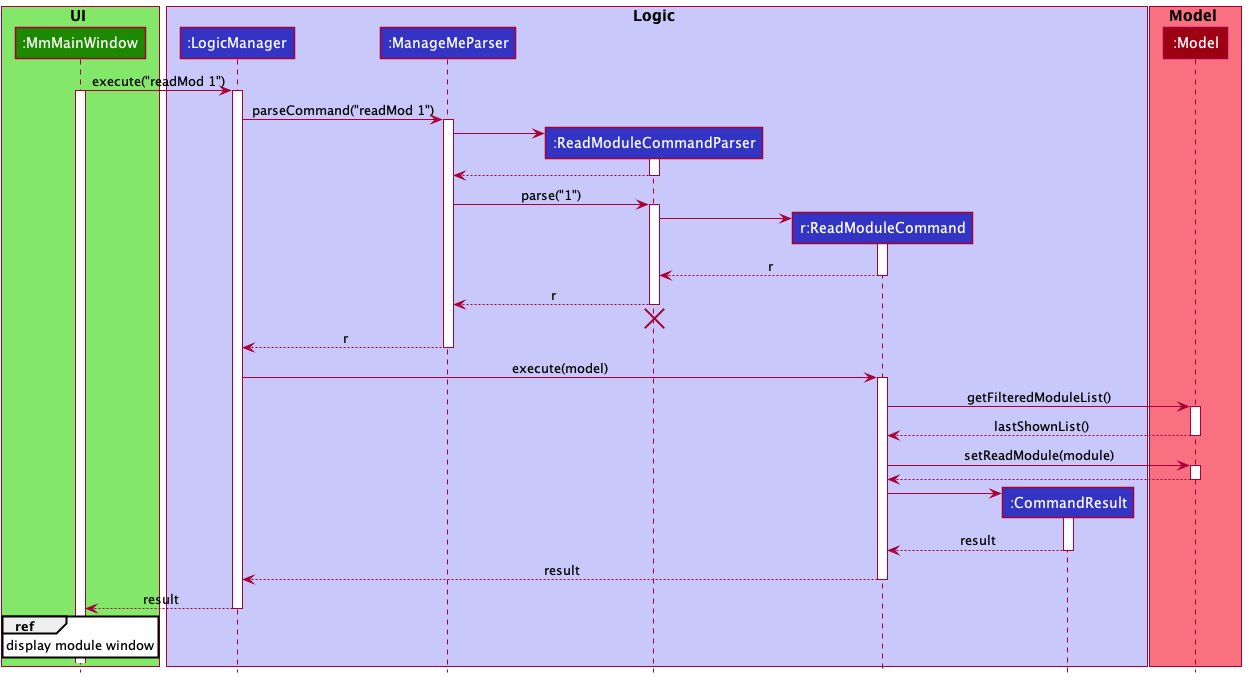 UI
Logic
Model
:MmMainWindow
:LogicManager
:ManageMeParser
:Model
execute("readMod 1")
parseCommand("readMod 1")
:ReadModuleCommandParser
parse("1")
r:ReadModuleCommand
r
r
r
execute(model)
getFilteredModuleList()
lastShownList()
setReadModule(module)
:CommandResult
result
result
result
ref
display module window